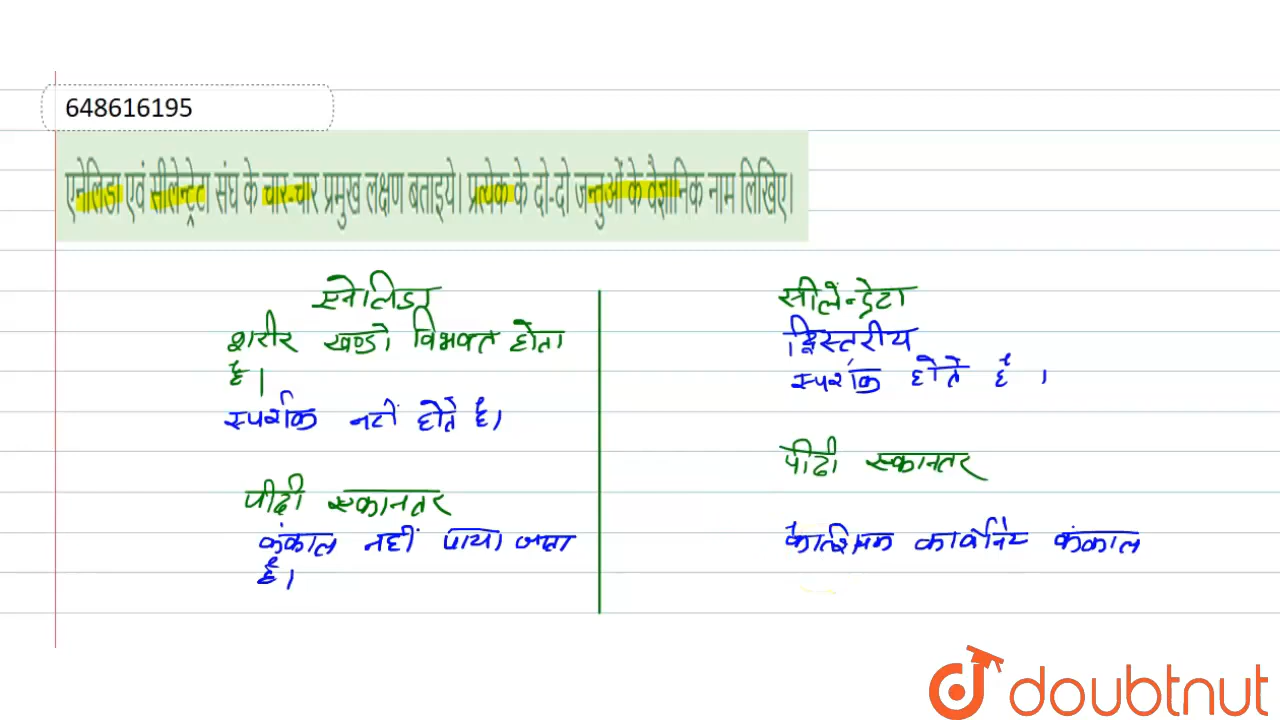 648616195
एनेलिडा एवं सीलेन्ट्रेटा संघ के चार-चार प्रमुख लक्षण बताइये। प्रत्येक के दो-दो जन्तुओं के वैज्ञानिक नाम लिखिए।
एनेलिडा
शरीर खण्डो विभक्त होता
है।
स्पर्शक नहीं होते है।
पीढी एकान्तर
कंकाल नहीं पाया जाता
है।
सीलेन्ट्रेटा
द्विस्तरीय
स्पर्शक होते है ।
पीढी एकान्तर
कैल्शियम कार्बोनेट कंकाल
doubtnut